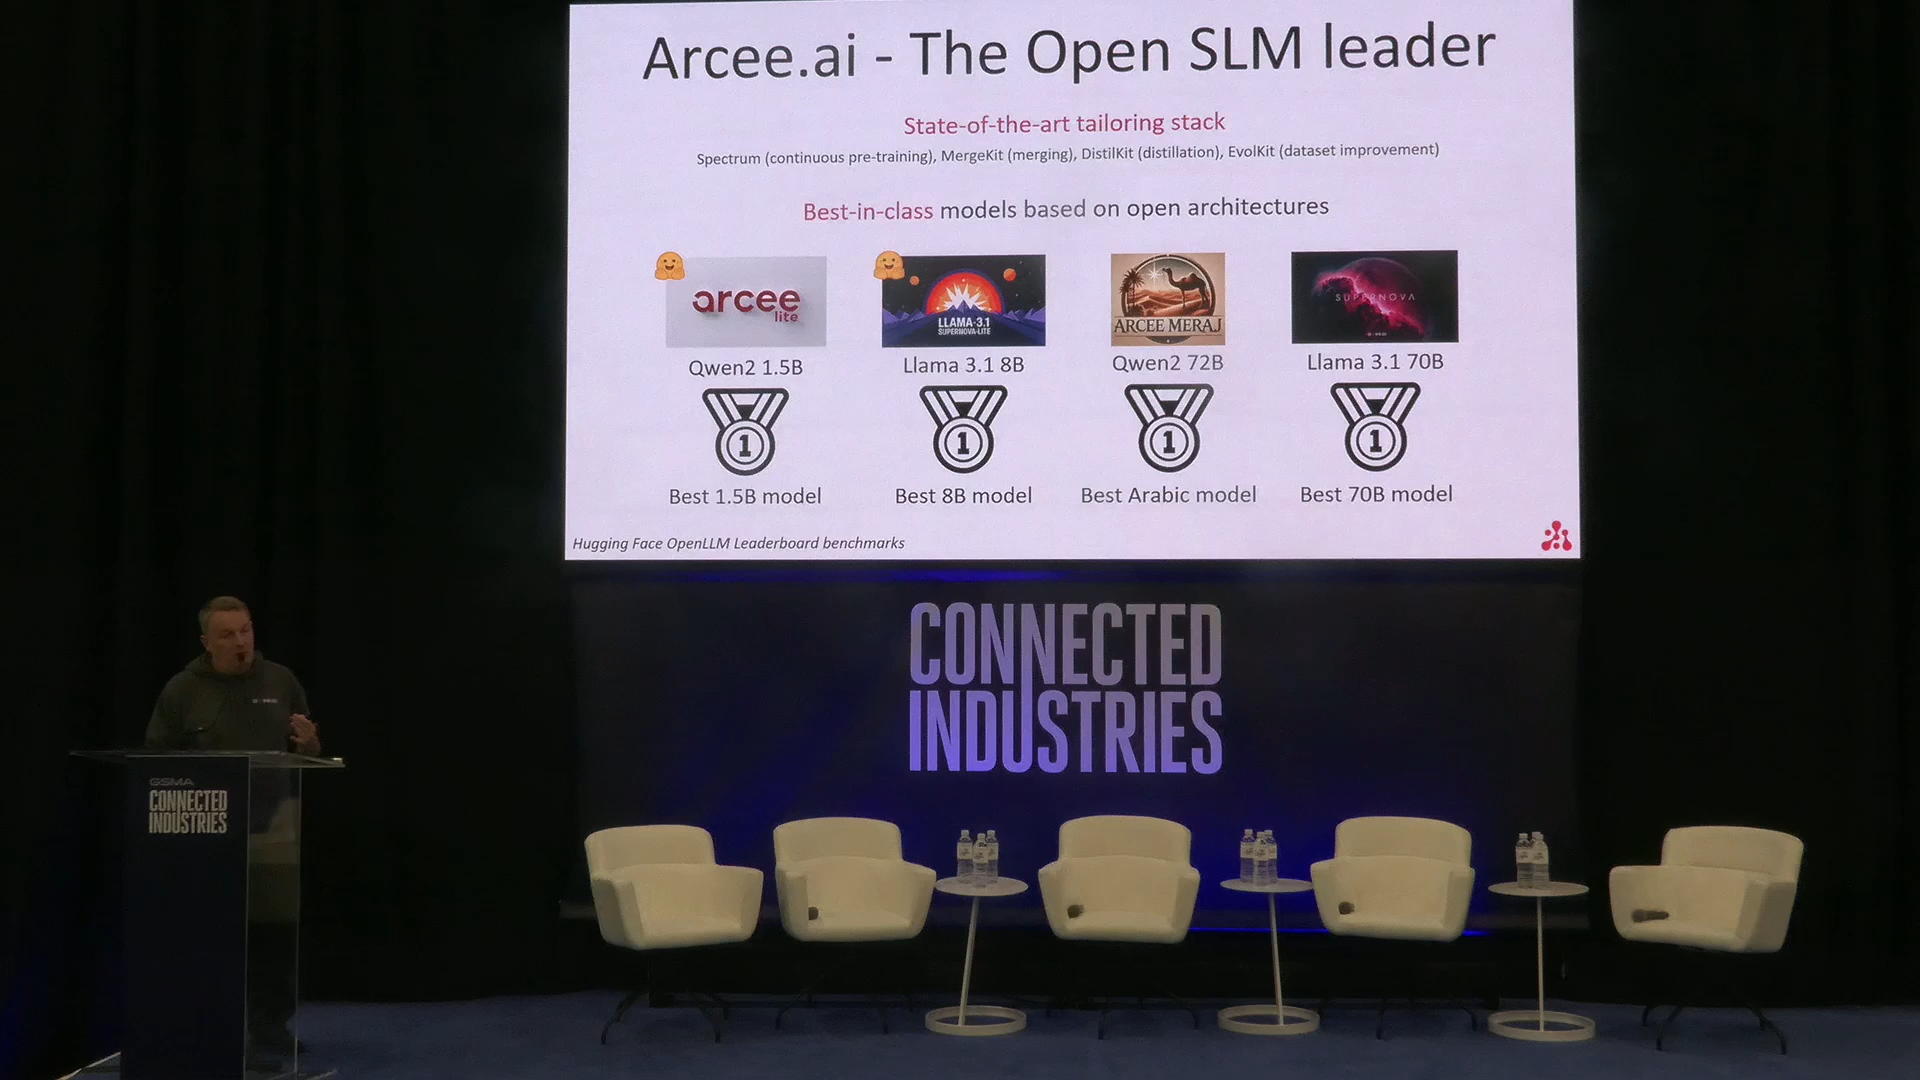 Arcee.ai - The Open SLM leader
State-of-the-art tailoring stack
Spectrum (continuous pre-training), MergeKit (merging), DistilKit (distillation), EvolKit (dataset improvement)
Best-in-class models based on open architectures
arcee
lite
LLAMA-3.1
SUPERNOVA-LITE
ARCEE MERAJ
SUPERNOVA
Qwen2 1.5B
Llama 3.1 8B
Qwen2 72B
Llama 3.1 70B
1
1
1
1
Best 1.5B model
Best 8B model
Best Arabic model
Best 70B model
Hugging Face OpenLLM Leaderboard benchmarks
CONNECTED
INDUSTRIES
GSMA
CONNECTED
INDUSTRIES